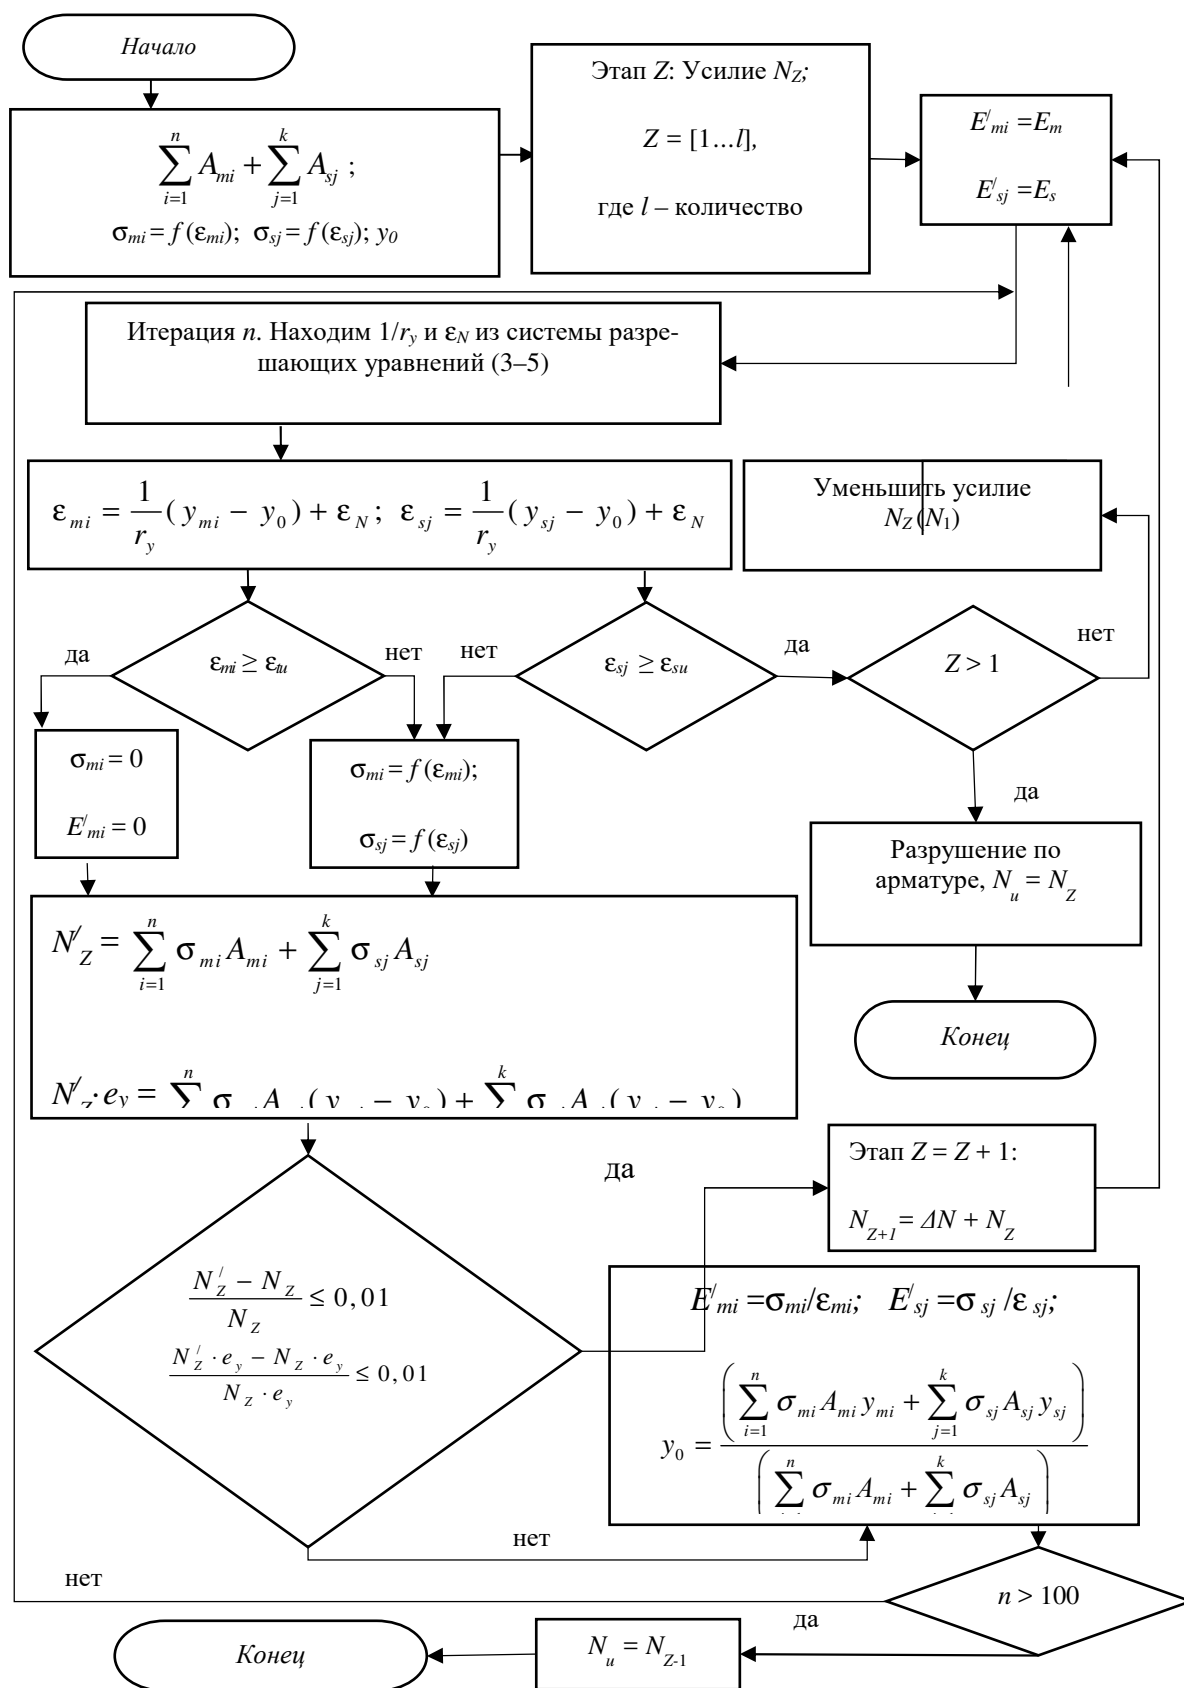 Начало
Этап Z: Усилие N_Z;
Z = [1...l],
где l – количество
E′_mi = E_m
E′_sj = E_s
∑_{i=1}^{n} A_mi + ∑_{j=1}^{k} A_sj ;
σ_mi = f(ε_mi); σ_sj = f(ε_sj); y_0
Итерация n. Находим 1/r_y и ε_N из системы разре-
шающих уравнений (3–5)
ε_mi = 1/r_y (y_mi − y_0) + ε_N; ε_sj = 1/r_y (y_sj − y_0) + ε_N
Уменьшить усилие
N_Z (N_1)
да
ε_mi ≥ ε_tu
нет
нет
ε_sj ≥ ε_su
да
Z > 1
нет
σ_mi = 0
E′_mi = 0
σ_mi = f(ε_mi);
σ_sj = f(ε_sj)
да
Разрушение по
арматуре, N_u = N_Z
Конец
N′_Z = ∑_{i=1}^{n} σ_mi A_mi + ∑_{j=1}^{k} σ_sj A_sj
N′_Z · e_y = ∑^{n} σ A (y − y_0) + ∑^{k} σ A (y − y_0)
да
Этап Z = Z + 1:
N_{Z+1} = ΔN + N_Z
(N′_Z − N_Z)/N_Z ≤ 0,01
(N′_Z · e_y − N_Z · e_y)/(N_Z · e_y) ≤ 0,01
E′_mi = σ_mi/ε_mi; E′_sj = σ_sj/ε_sj;
y_0 = (∑_{i=1}^{n} σ_mi A_mi y_mi + ∑_{j=1}^{k} σ_sj A_sj y_sj) / (∑^{n} σ_mi A_mi + ∑^{k} σ_sj A_sj)
нет
нет
n > 100
да
N_u = N_{Z-1}
Конец